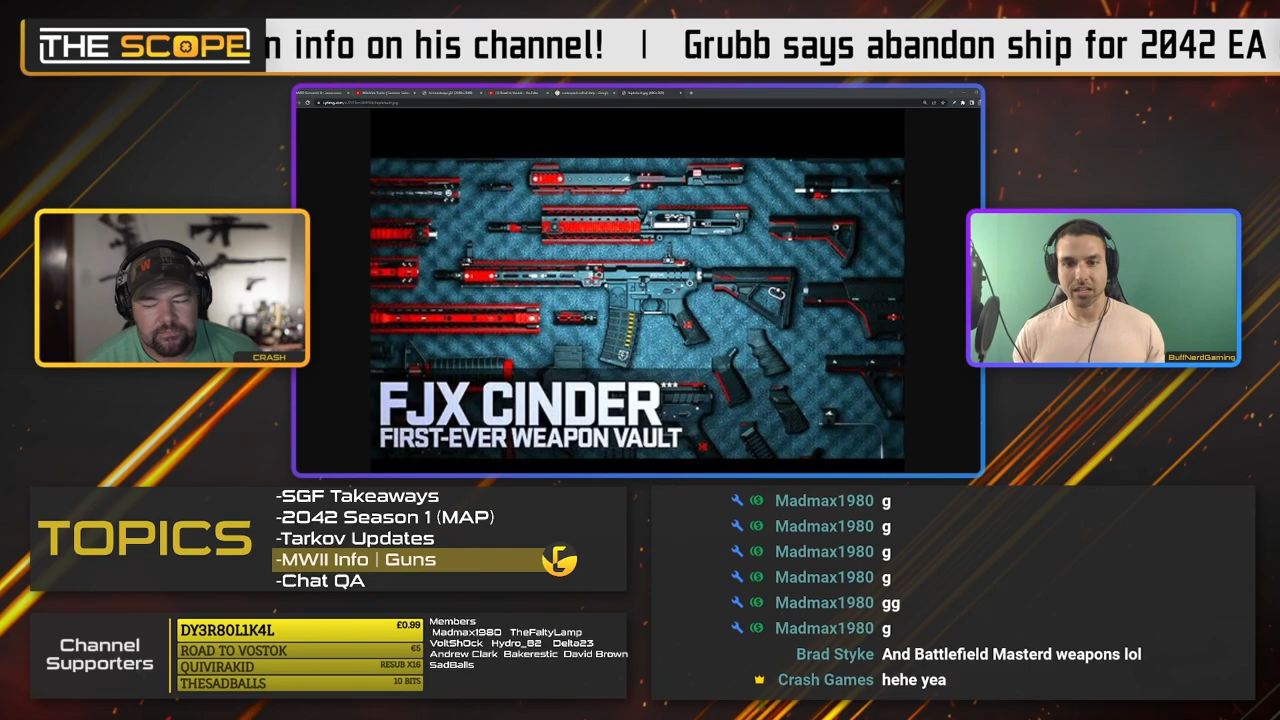 THE SCOPE
n info on his channel! | Grubb says abandon ship for 2042 EA
CRASH
BuffNerdGaming
FJX CINDER
FIRST-EVER WEAPON VAULT
TOPICS
-SGF Takeaways
-2042 Season 1 (MAP)
-Tarkov Updates
-MWII Info | Guns
-Chat QA
Channel
Supporters
DY3R80L1K4L £0.99
ROAD TO VOSTOK €5
QUIVIRAKID RESUB X16
THESADBALLS 10 BITS
Members
Madmax1980 TheFaltyLamp
VoltSh0ck Hydro_82 Delta23
Andrew Clark Bakerestic David Brown
SadBalls
Madmax1980 g
Madmax1980 g
Madmax1980 g
Madmax1980 g
Madmax1980 gg
Madmax1980 g
Brad Styke And Battlefield Masterd weapons lol
Crash Games hehe yea